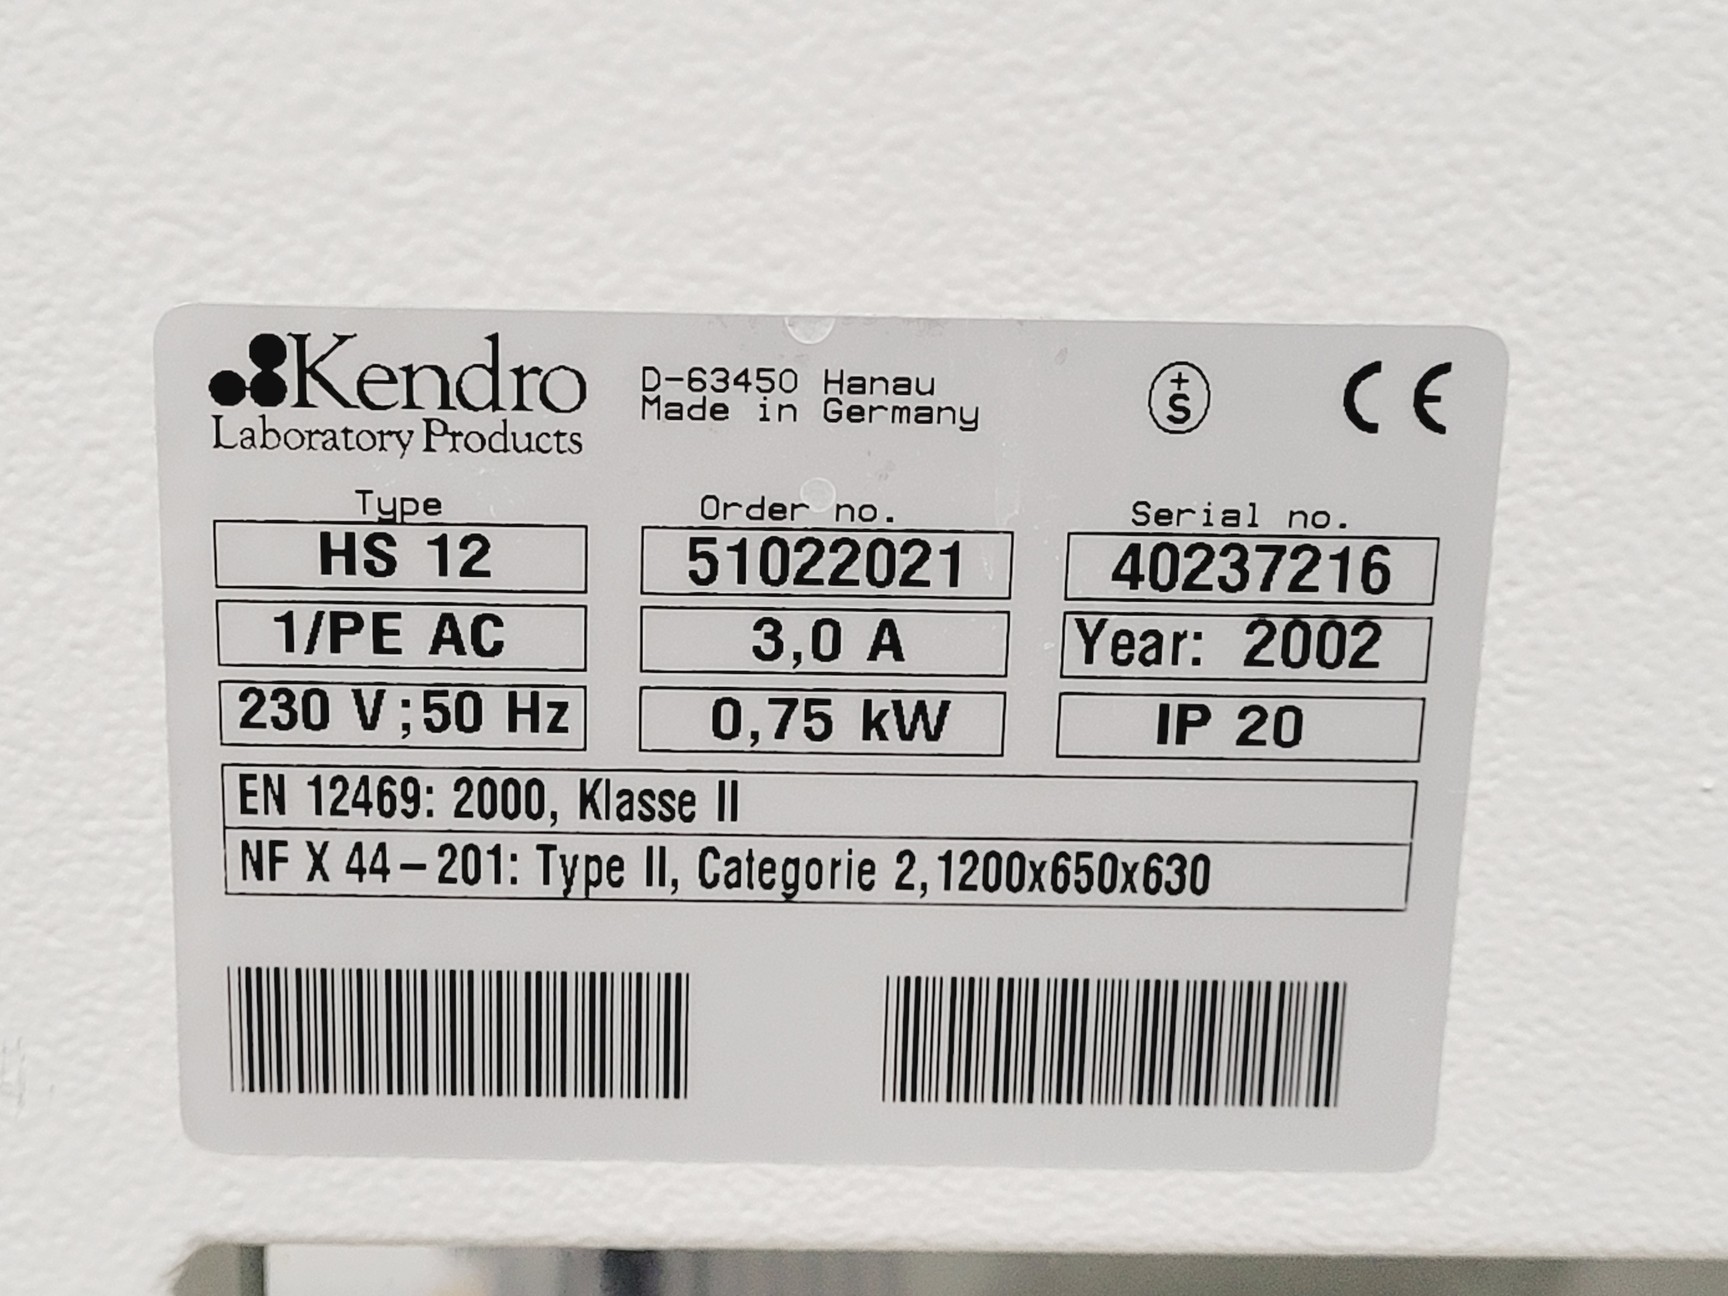 Kendro
Laboratory Products
D-63450 Hanau
Made in Germany
+
S
CE
Type
Order no.
Serial no.
HS 12
51022021
40237216
1/PE AC
3,0 A
Year: 2002
230 V;50 Hz
0,75 kW
IP 20
EN 12469: 2000, Klasse II
NF X 44-201: Type II, Categorie 2,1200x650x630